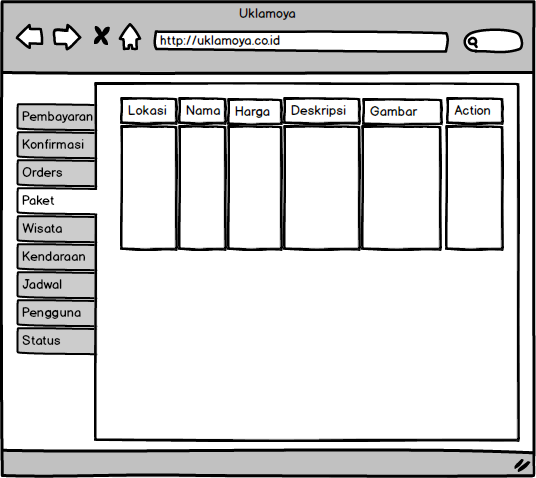 Uklamoya
http://uklamoya.co.id
Lokasi Nama Harga Deskripsi Gambar Action
Pembayaran
Konfirmasi
Orders
Paket
Wisata
Kendaraan
Jadwal
Pengguna
Status